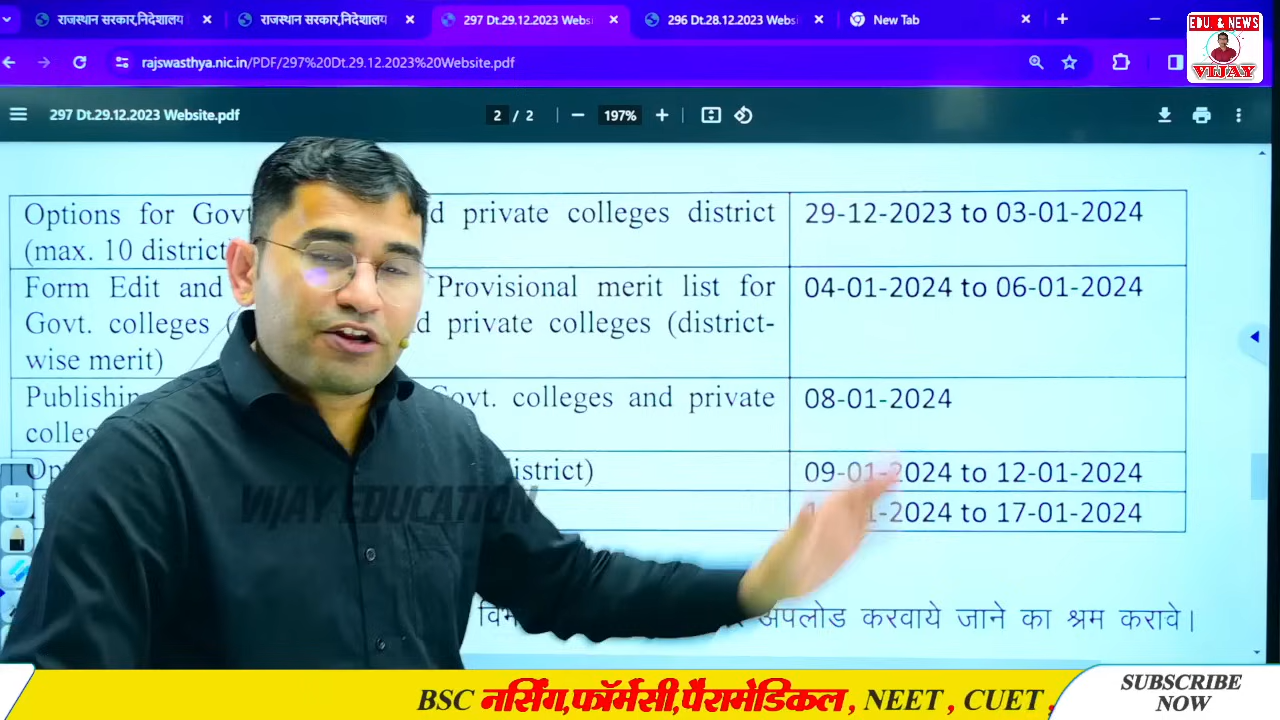 राजस्थान सरकार,निदेशालय
राजस्थान सरकार,निदेशालय
297 Dt.29.12.2023 Websi
296 Dt.28.12.2023 Websi
New Tab
EDU. & NEWS
VIJAY
rajswasthya.nic.in/PDF/297%20Dt.29.12.2023%20Website.pdf
297 Dt.29.12.2023 Website.pdf
2 / 2
197%
Options for Govt d private colleges district
(max. 10 district
29-12-2023 to 03-01-2024
Form Edit and Provisional merit list for
Govt. colleges ( d private colleges (district-
wise merit)
04-01-2024 to 06-01-2024
Publishin Govt. colleges and private
colleg
08-01-2024
Op istrict)
09-01-2024 to 12-01-2024
-2024 to 17-01-2024
VIJAY EDUCATION
अपलोड करवाये जाने का श्रम करावे।
BSC नर्सिंग,फॉर्मेसी,पैरामेडिकल , NEET , CUET ,
SUBSCRIBE
NOW